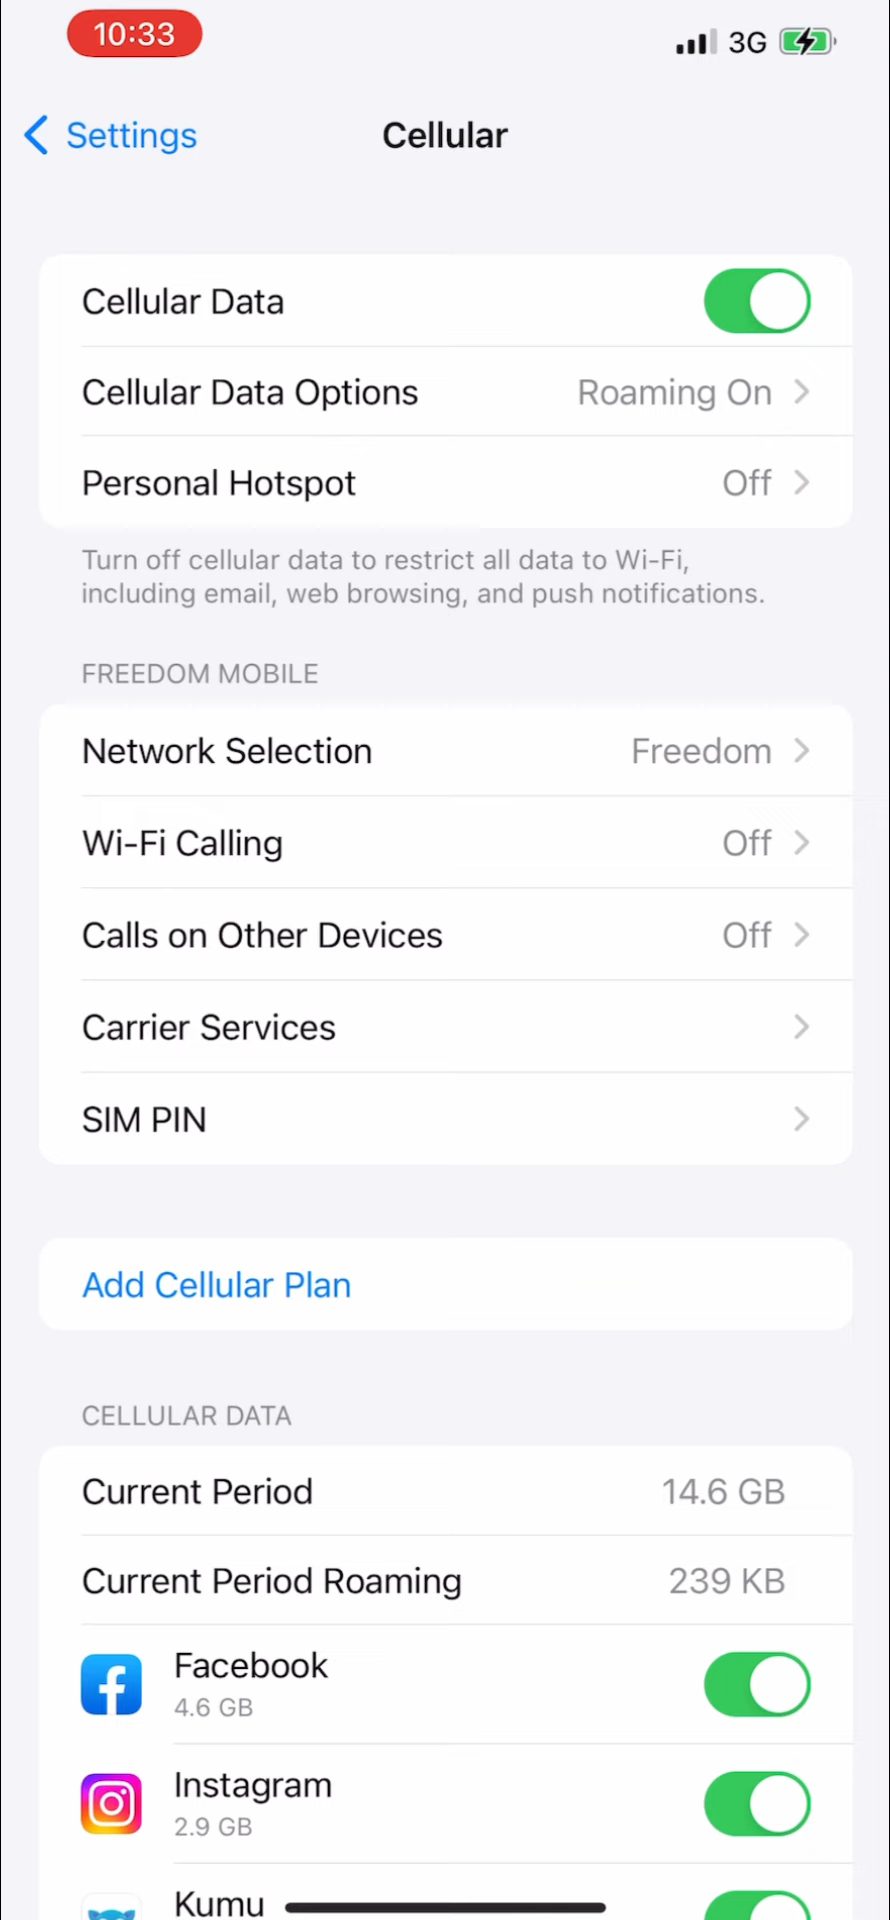 10:33
3G
Settings
Cellular
Cellular Data
Cellular Data Options Roaming On
Personal Hotspot Off
Turn off cellular data to restrict all data to Wi-Fi,
including email, web browsing, and push notifications.
FREEDOM MOBILE
Network Selection Freedom
Wi-Fi Calling Off
Calls on Other Devices Off
Carrier Services
SIM PIN
Add Cellular Plan
CELLULAR DATA
Current Period 14.6 GB
Current Period Roaming 239 KB
Facebook
4.6 GB
Instagram
2.9 GB
Kumu